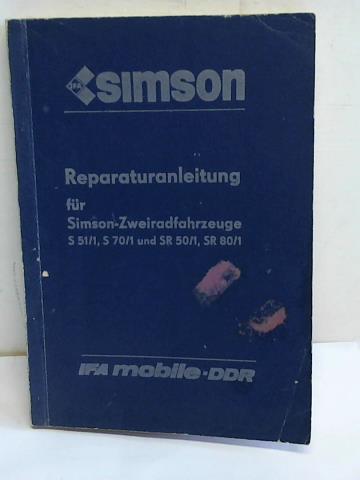 IFA simson
Reparaturanleitung
für
Simson-Zweiradfahrzeuge
S 51/1, S 70/1 und SR 50/1, SR 80/1
IFA mobile-DDR